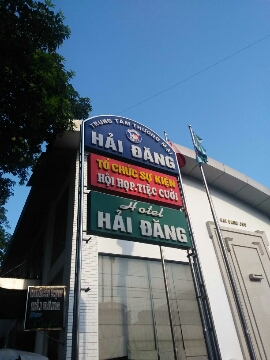 TRUNG TÂM THƯƠNG MẠI
HẢI ĐĂNG
TỔ CHỨC SỰ KIỆN
HỘI HỌP-TIỆC CƯỚI
Hotel
HẢI ĐĂNG